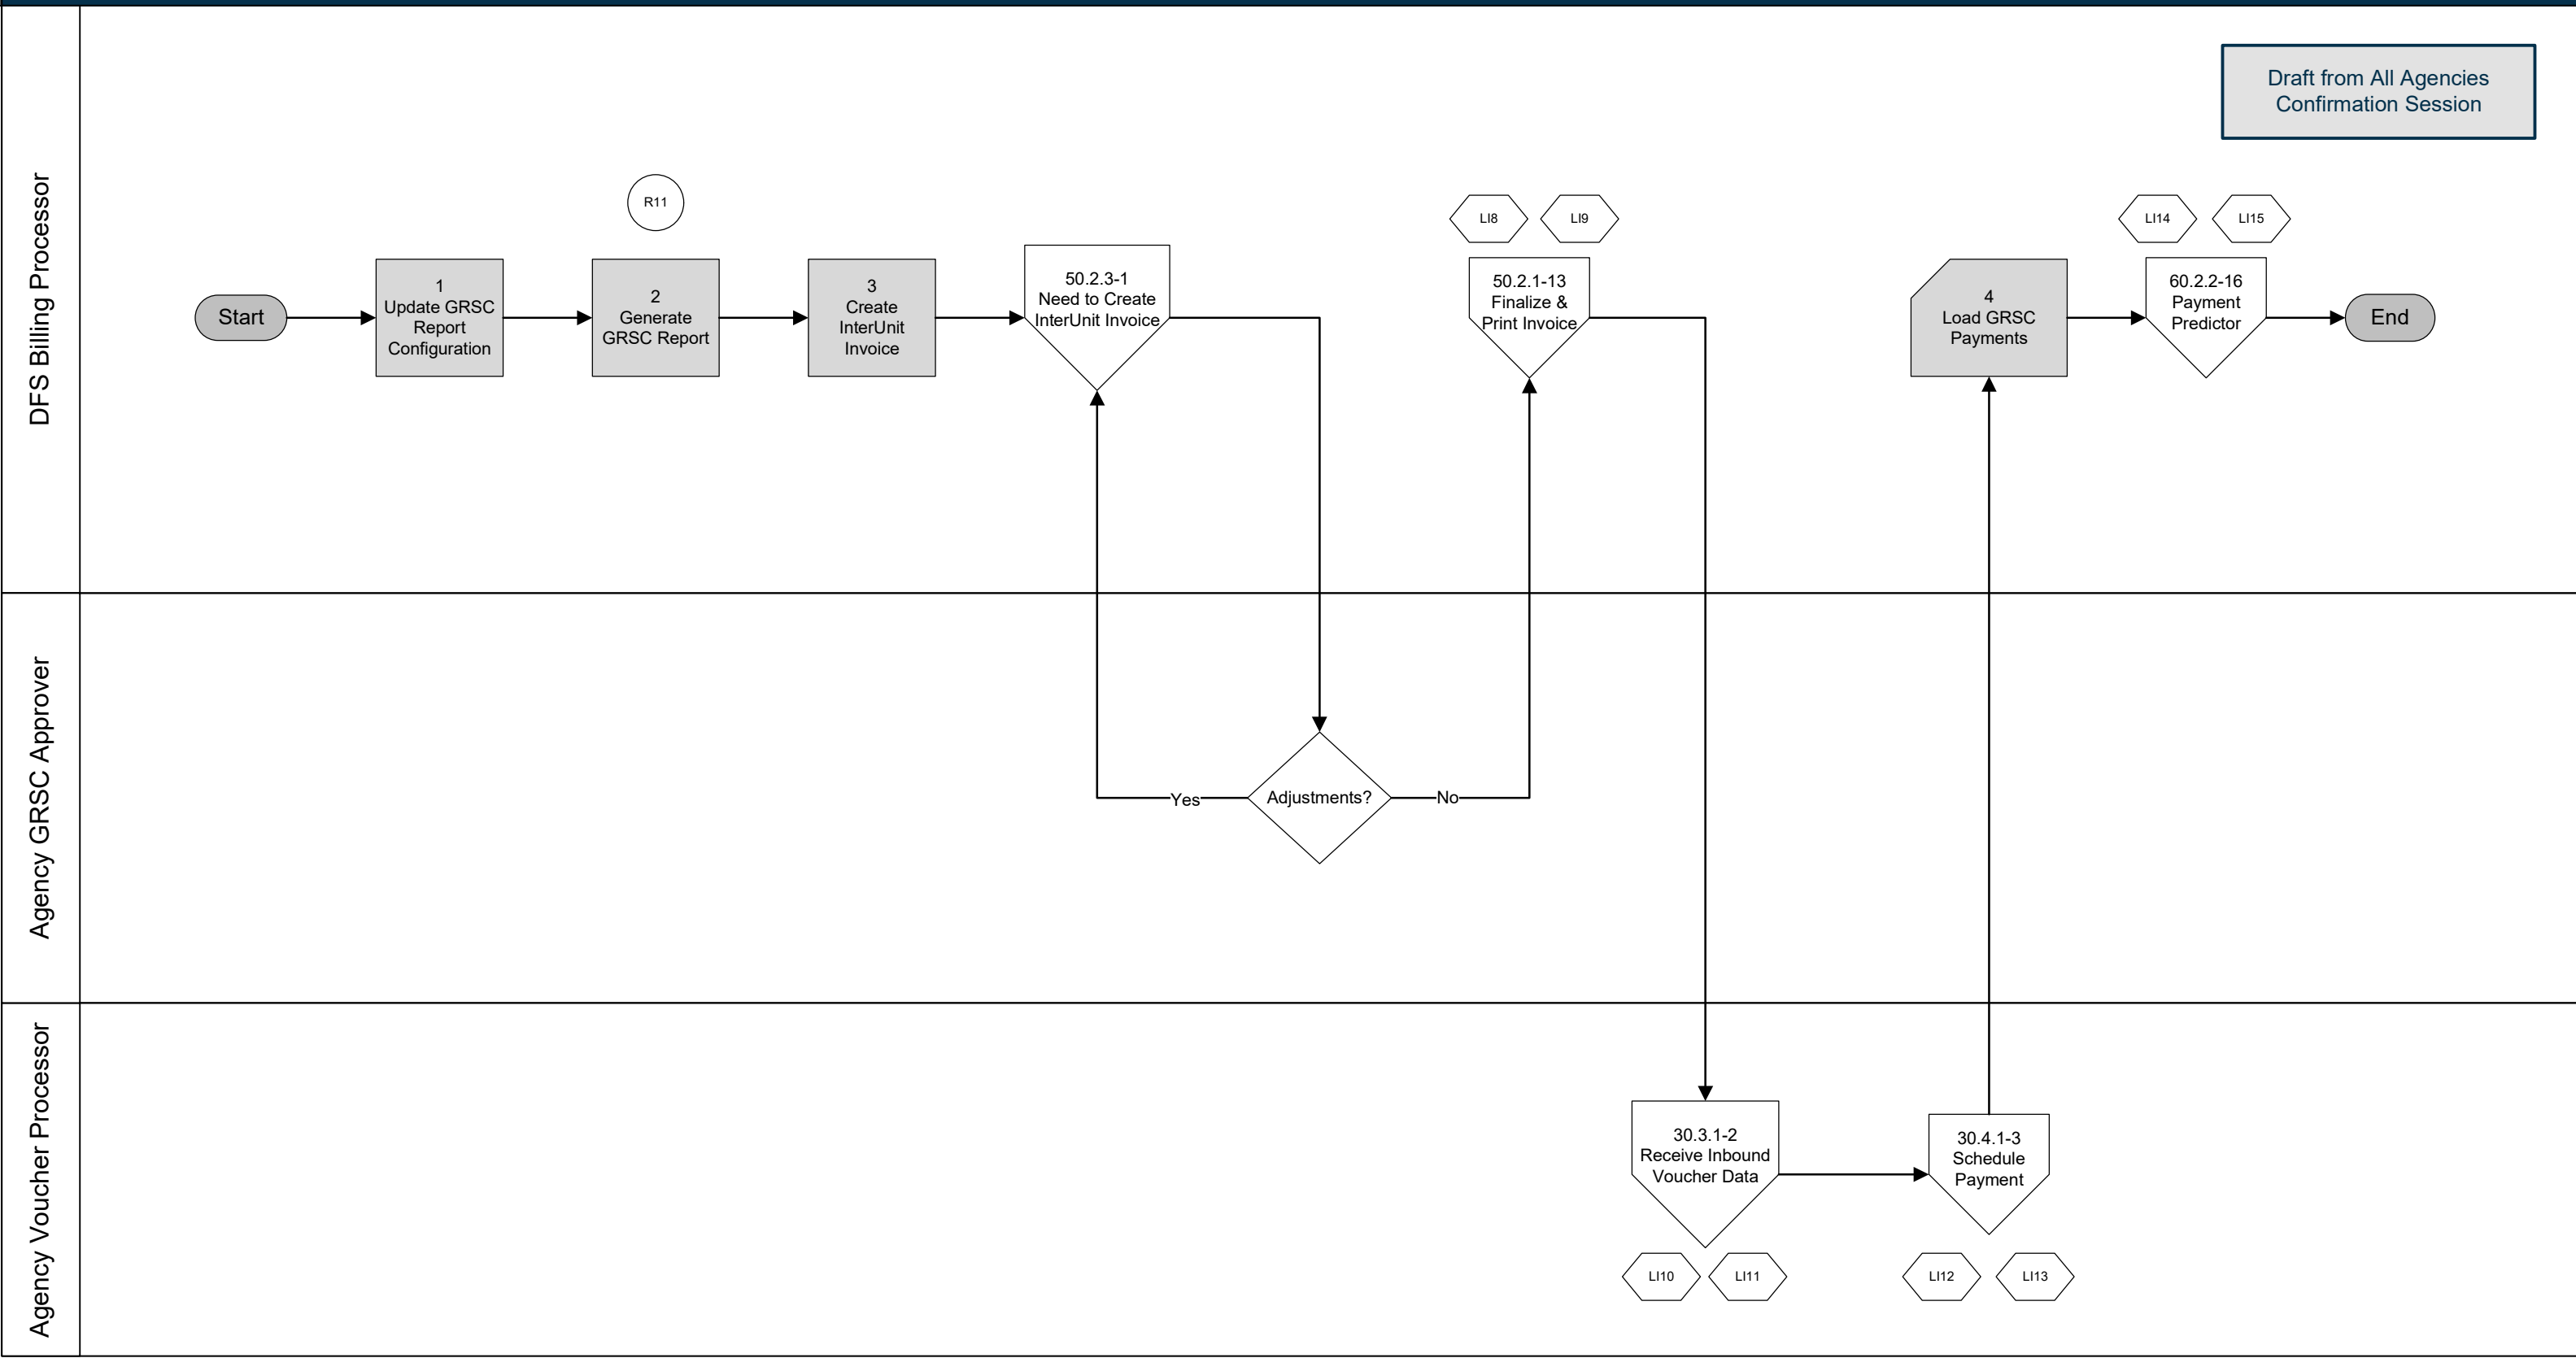 Draft from All Agencies
Confirmation Session
DFS Billing Processor
R11
LI8
LI9
LI14
LI15
Start
1
Update GRSC
Report
Configuration
2
Generate
GRSC Report
3
Create
InterUnit
Invoice
50.2.3-1
Need to Create
InterUnit Invoice
50.2.1-13
Finalize &
Print Invoice
4
Load GRSC
Payments
60.2.2-16
Payment
Predictor
End
Agency GRSC Approver
Yes
Adjustments?
No
Agency Voucher Processor
30.3.1-2
Receive Inbound
Voucher Data
30.4.1-3
Schedule
Payment
LI10
LI11
LI12
LI13